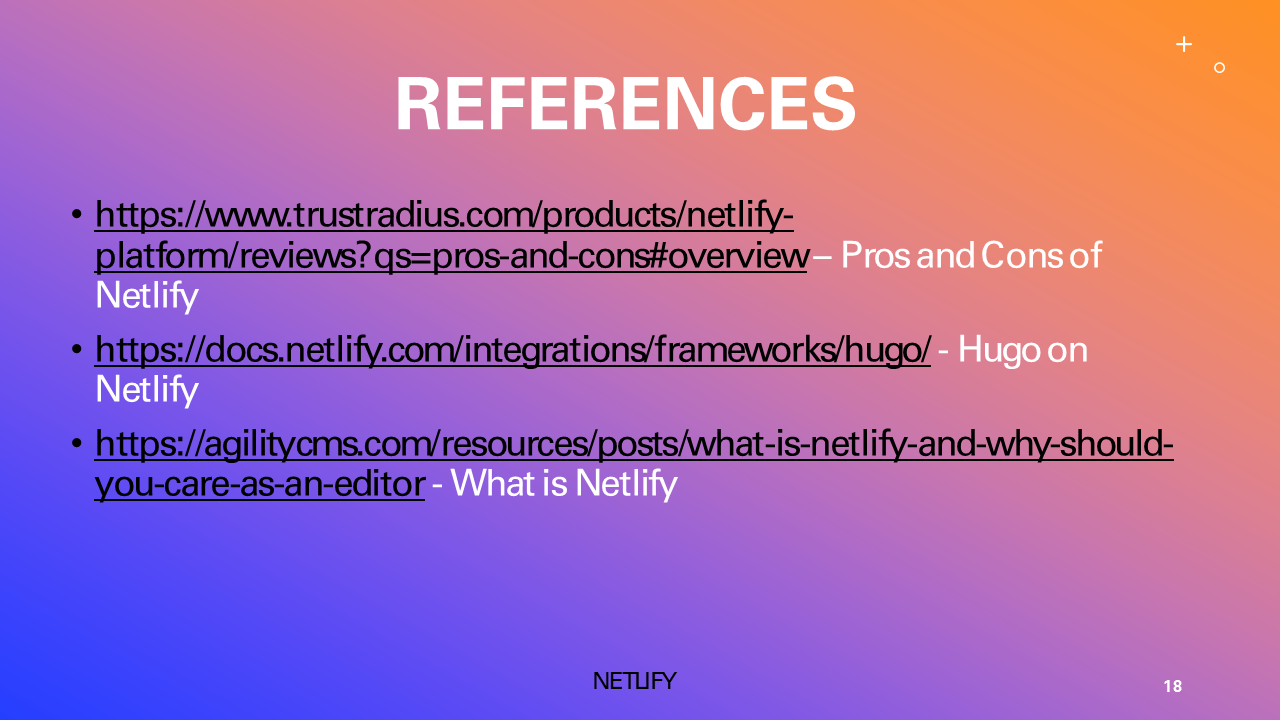 REFERENCES
• https://www.trustradius.com/products/netlify-
platform/reviews?qs=pros-and-cons#overview – Pros and Cons of
Netlify
• https://docs.netlify.com/integrations/frameworks/hugo/ - Hugo on
Netlify
• https://agilitycms.com/resources/posts/what-is-netlify-and-why-should-
you-care-as-an-editor - What is Netlify
NETLIFY
18